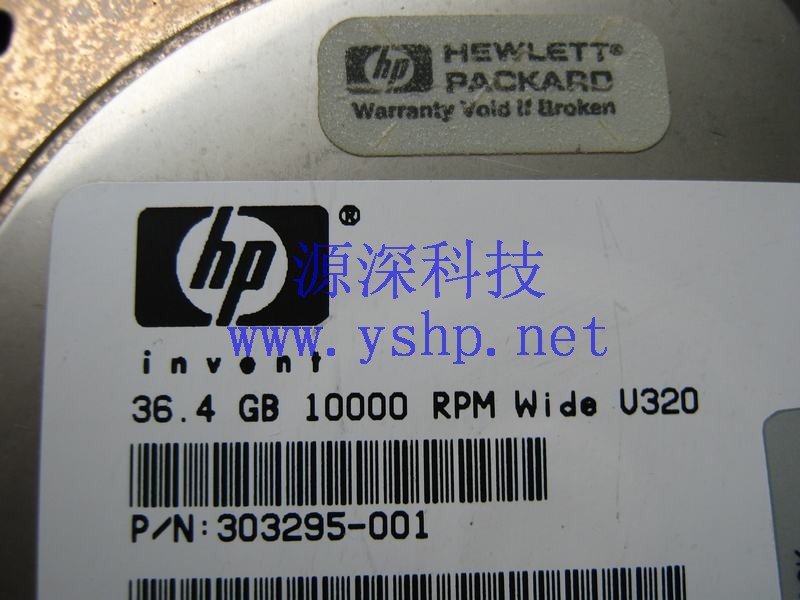 hp HEWLETT®
PACKARD
Warranty Void If Broken
hp ®
源深科技
www.yshp.net
invent
36.4 GB 10000 RPM Wide U320
P/N:303295-001